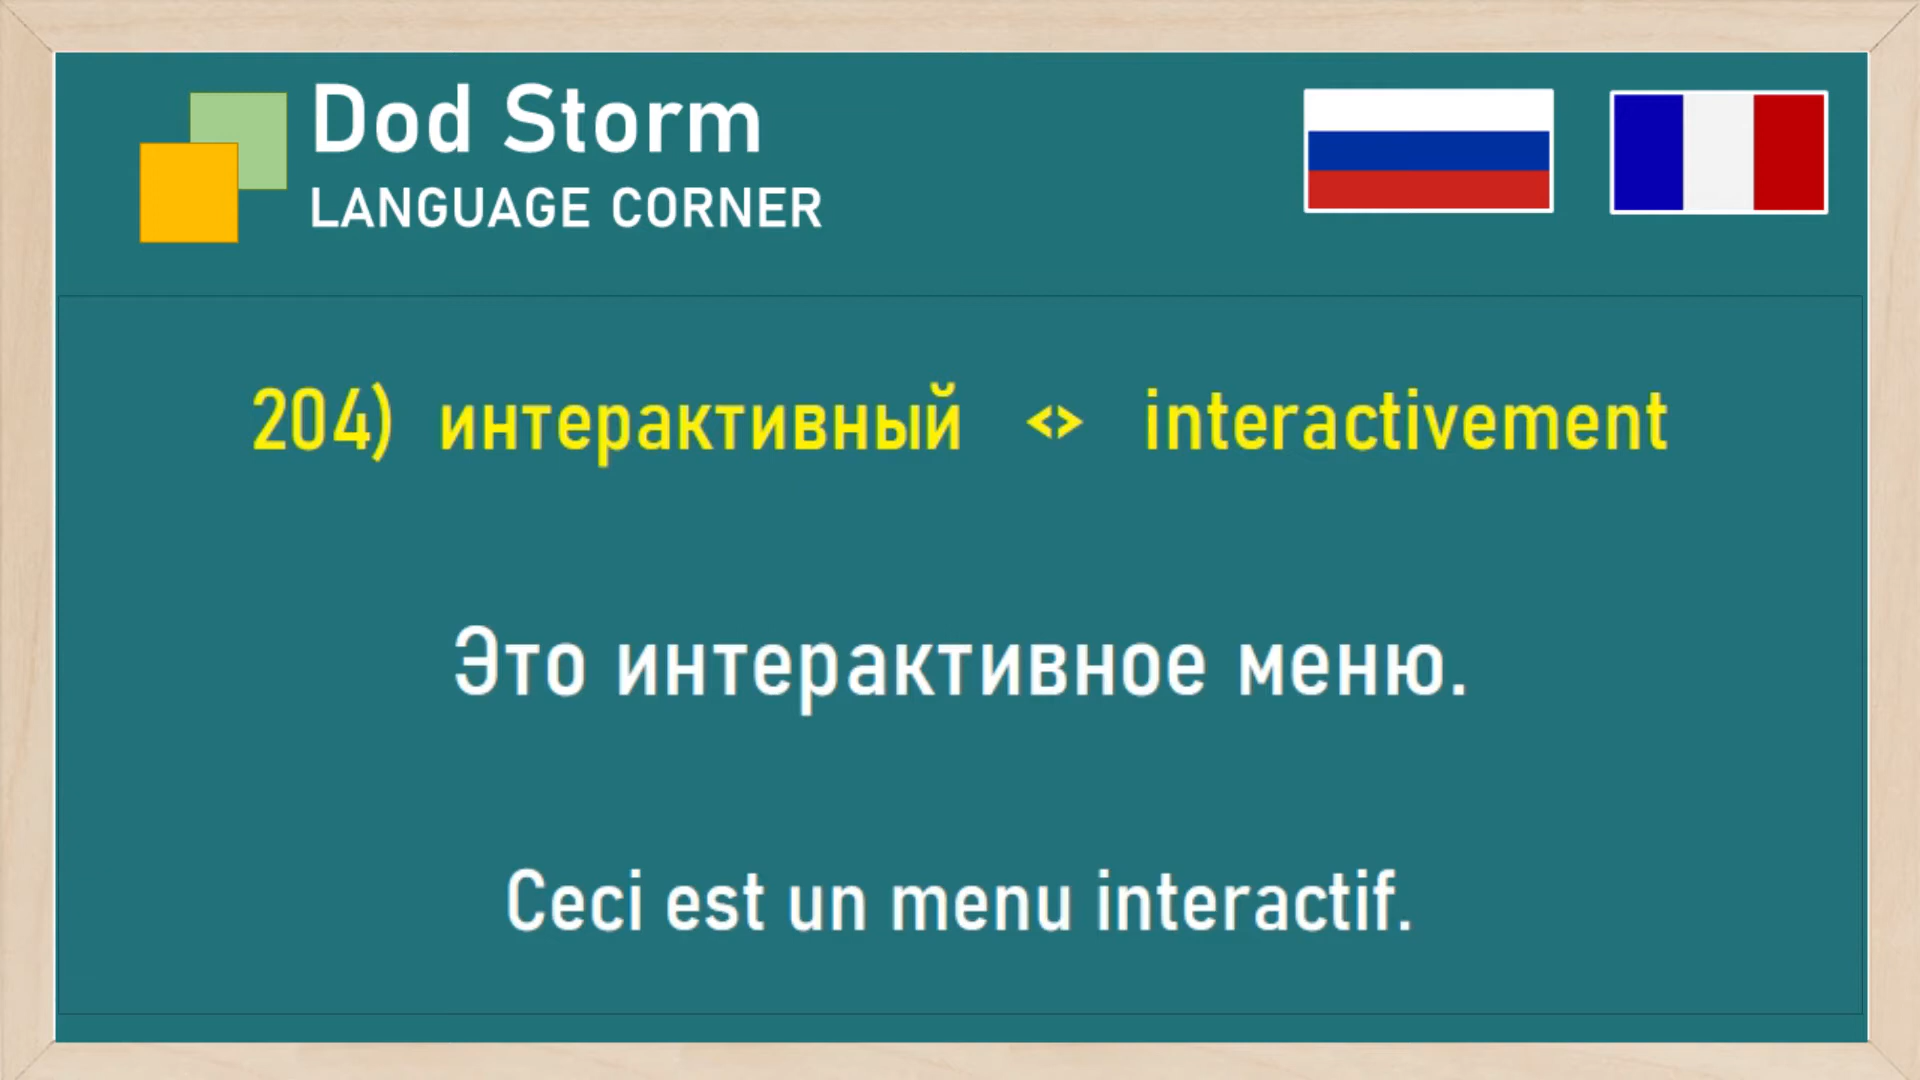 Dod Storm
LANGUAGE CORNER
204) интерактивный <> interactivement
Это интерактивное меню.
Ceci est un menu interactif.